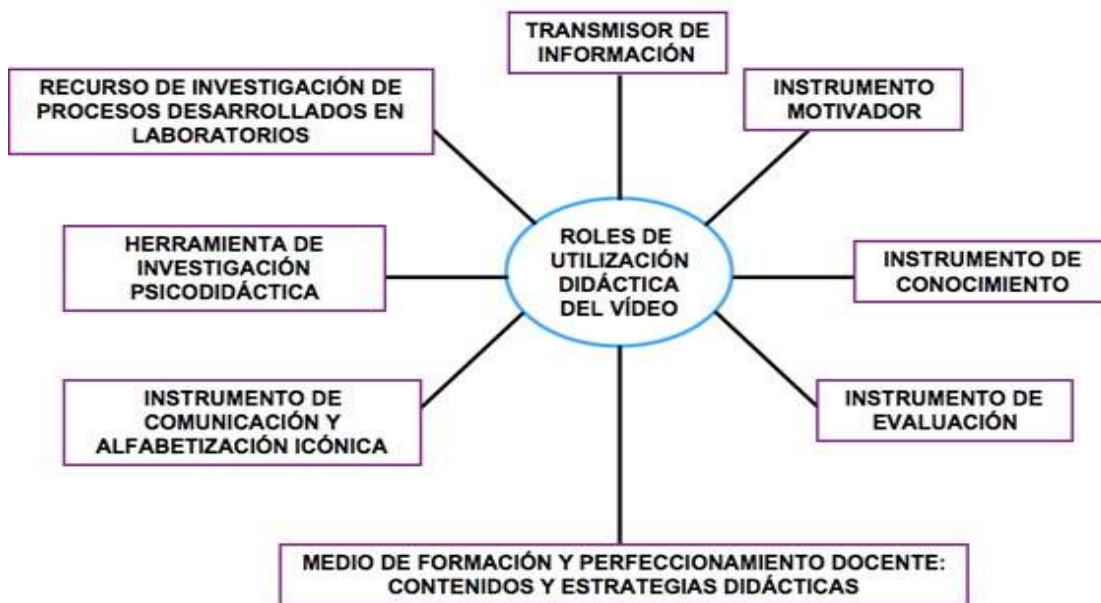 TRANSMISOR DE
INFORMACIÓN
RECURSO DE INVESTIGACIÓN DE
PROCESOS DESARROLLADOS EN
LABORATORIOS
INSTRUMENTO
MOTIVADOR
ROLES DE
UTILIZACIÓN
DIDÁCTICA
DEL VÍDEO
HERRAMIENTA DE
INVESTIGACIÓN
PSICODIDÁCTICA
INSTRUMENTO DE
CONOCIMIENTO
INSTRUMENTO DE
COMUNICACIÓN Y
ALFABETIZACIÓN ICÓNICA
INSTRUMENTO DE
EVALUACIÓN
MEDIO DE FORMACIÓN Y PERFECCIONAMIENTO DOCENTE:
CONTENIDOS Y ESTRATEGIAS DIDÁCTICAS